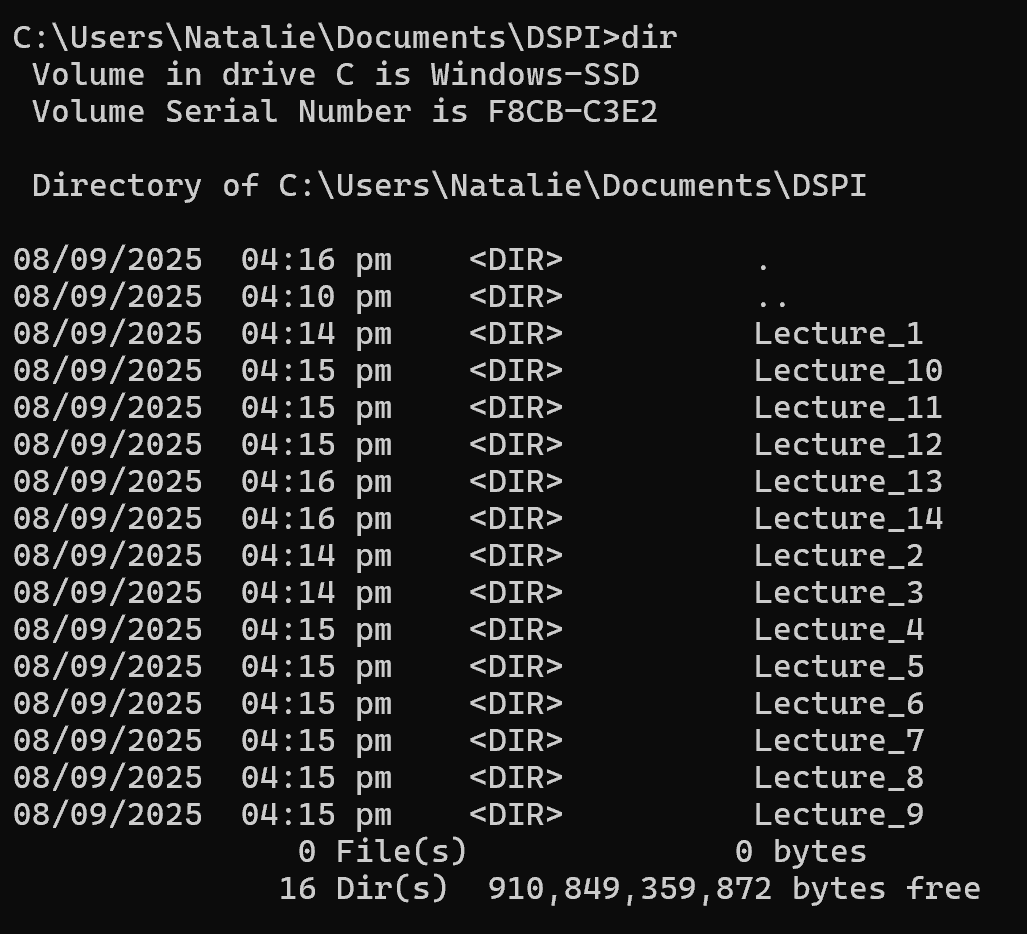 C:\Users\Natalie\Documents\DSPI>dir
 Volume in drive C is Windows-SSD
 Volume Serial Number is F8CB-C3E2

 Directory of C:\Users\Natalie\Documents\DSPI

08/09/2025  04:16 pm    <DIR>          .
08/09/2025  04:10 pm    <DIR>          ..
08/09/2025  04:14 pm    <DIR>          Lecture_1
08/09/2025  04:15 pm    <DIR>          Lecture_10
08/09/2025  04:15 pm    <DIR>          Lecture_11
08/09/2025  04:15 pm    <DIR>          Lecture_12
08/09/2025  04:16 pm    <DIR>          Lecture_13
08/09/2025  04:16 pm    <DIR>          Lecture_14
08/09/2025  04:14 pm    <DIR>          Lecture_2
08/09/2025  04:14 pm    <DIR>          Lecture_3
08/09/2025  04:15 pm    <DIR>          Lecture_4
08/09/2025  04:15 pm    <DIR>          Lecture_5
08/09/2025  04:15 pm    <DIR>          Lecture_6
08/09/2025  04:15 pm    <DIR>          Lecture_7
08/09/2025  04:15 pm    <DIR>          Lecture_8
08/09/2025  04:15 pm    <DIR>          Lecture_9
               0 File(s)              0 bytes
              16 Dir(s)  910,849,359,872 bytes free